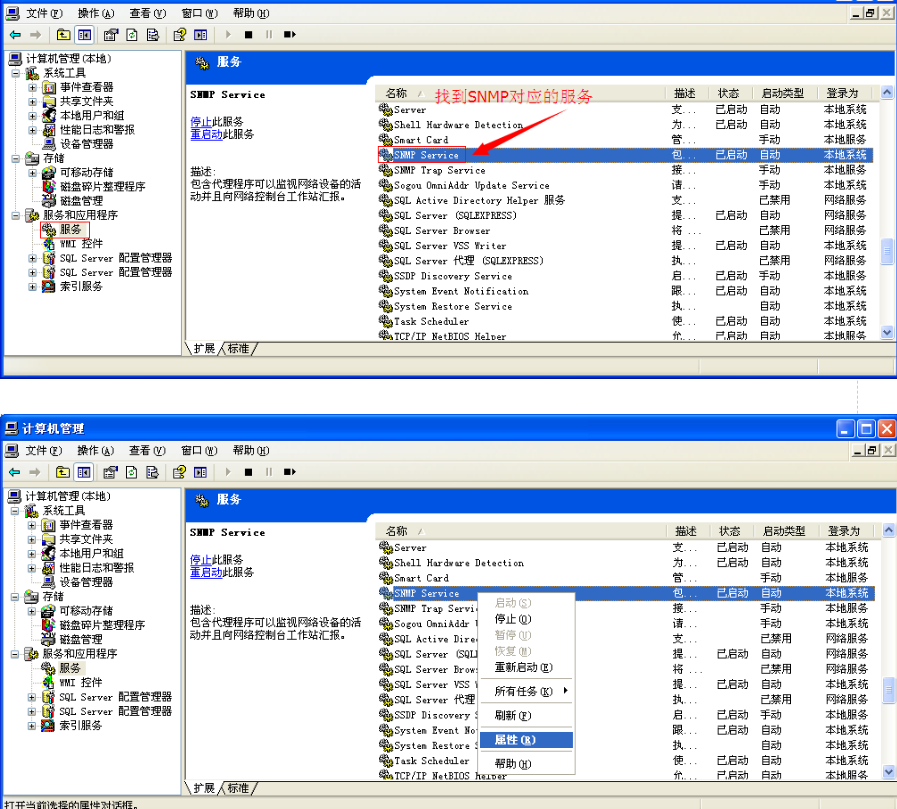 文件(F) 操作(A) 查看(V) 窗口(W) 帮助(H)
计算机管理(本地)
系统工具
事件查看器
共享文件夹
本地用户和组
性能日志和警报
设备管理器
存储
可移动存储
磁盘碎片整理程序
磁盘管理
服务和应用程序
服务
WMI 控件
SQL Server 配置管理器
SQL Server 配置管理器
索引服务
服务
SNMP Service
停止此服务
重启动此服务
描述:
包含代理程序可以监视网络设备的活
动并且向网络控制台工作站汇报。
找到SNMP对应的服务
名称 描述 状态 启动类型 登录为
Server 支... 已启动 自动 本地系统
Shell Hardware Detection 为... 已启动 自动 本地系统
Smart Card 管... 手动 本地服务
SNMP Service 包... 已启动 自动 本地系统
SNMP Trap Service 接... 手动 本地服务
Sogou OmniAddr Update Service 请... 手动 本地系统
SQL Active Directory Helper 服务 支... 已禁用 网络服务
SQL Server (SQLEXPRESS) 提... 已启动 自动 网络服务
SQL Server Browser 将 ... 已禁用 网络服务
SQL Server VSS Writer 提... 已启动 自动 本地系统
SQL Server 代理 (SQLEXPRESS) 执... 已禁用 网络服务
SSDP Discovery Service 启... 已启动 手动 本地服务
System Event Notification 跟... 已启动 自动 本地系统
System Restore Service 执... 自动 本地系统
Task Scheduler 使... 已启动 自动 本地系统
TCP/IP NetBIOS Helper 允... 已启动 自动 本地服务
扩展 标准
计算机管理
文件(F) 操作(A) 查看(V) 窗口(W) 帮助(H)
计算机管理(本地)
系统工具
事件查看器
共享文件夹
本地用户和组
性能日志和警报
设备管理器
存储
可移动存储
磁盘碎片整理程序
磁盘管理
服务和应用程序
服务
WMI 控件
SQL Server 配置管理器
SQL Server 配置管理器
索引服务
服务
SNMP Service
停止此服务
重启动此服务
描述:
包含代理程序可以监视网络设备的活
动并且向网络控制台工作站汇报。
名称 描述 状态 启动类型 登录为
Server 支... 已启动 自动 本地系统
Shell Hardware Detection 为... 已启动 自动 本地系统
Smart Card 管... 手动 本地服务
SNMP Service 包... 已启动 自动 本地系统
SNMP Trap Servi 接... 手动 本地服务
Sogou OmniAddr 请... 手动 本地系统
SQL Active Dire 支... 已禁用 网络服务
SQL Server (SQL 提... 已启动 自动 网络服务
SQL Server Brow 将 已禁用 网络服务
SQL Server VSS 提... 已启动 自动 本地系统
SQL Server 代理 执... 已禁用 网络服务
SSDP Discovery 启... 已启动 手动 本地服务
System Event No 跟... 已启动 自动 本地系统
System Restore 执... 自动 本地系统
Task Scheduler 使... 已启动 自动 本地系统
TCP/IP NetBIOS Helper 允... 已启动 自动 本地服务
启动(S)
停止(O)
暂停(U)
恢复(M)
重新启动(E)
所有任务(K)
刷新(F)
属性(R)
帮助(H)
扩展 标准
打开当前选择的属性对话框。